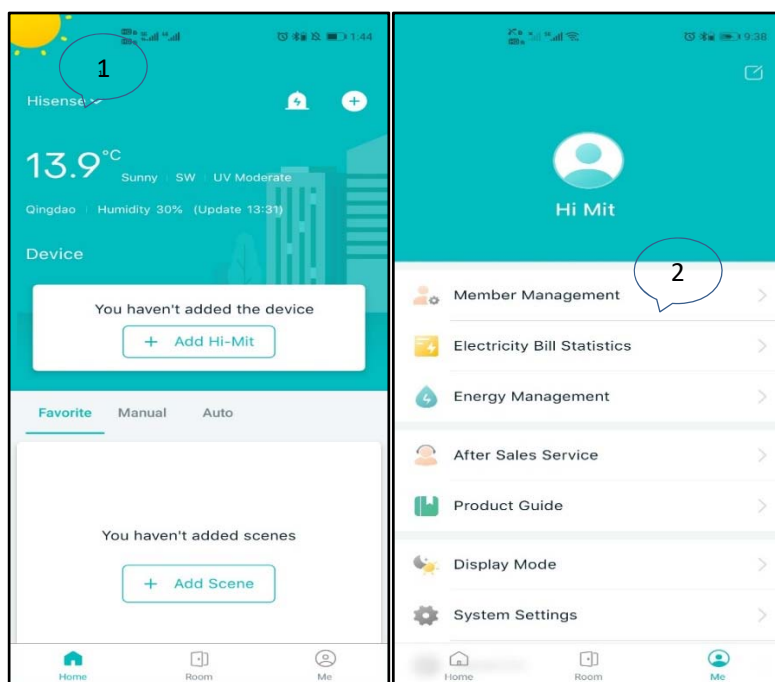 1:44
1
Hisense
13.9°C
Sunny SW UV Moderate
Qingdao Humidity 30% (Update 13:31)
Device
You haven't added the device
+ Add Hi-Mit
Favorite Manual Auto
You haven't added scenes
+ Add Scene
Home Room Me
9:38
Hi Mit
2
Member Management
Electricity Bill Statistics
Energy Management
After Sales Service
Product Guide
Display Mode
System Settings
Home Room Me